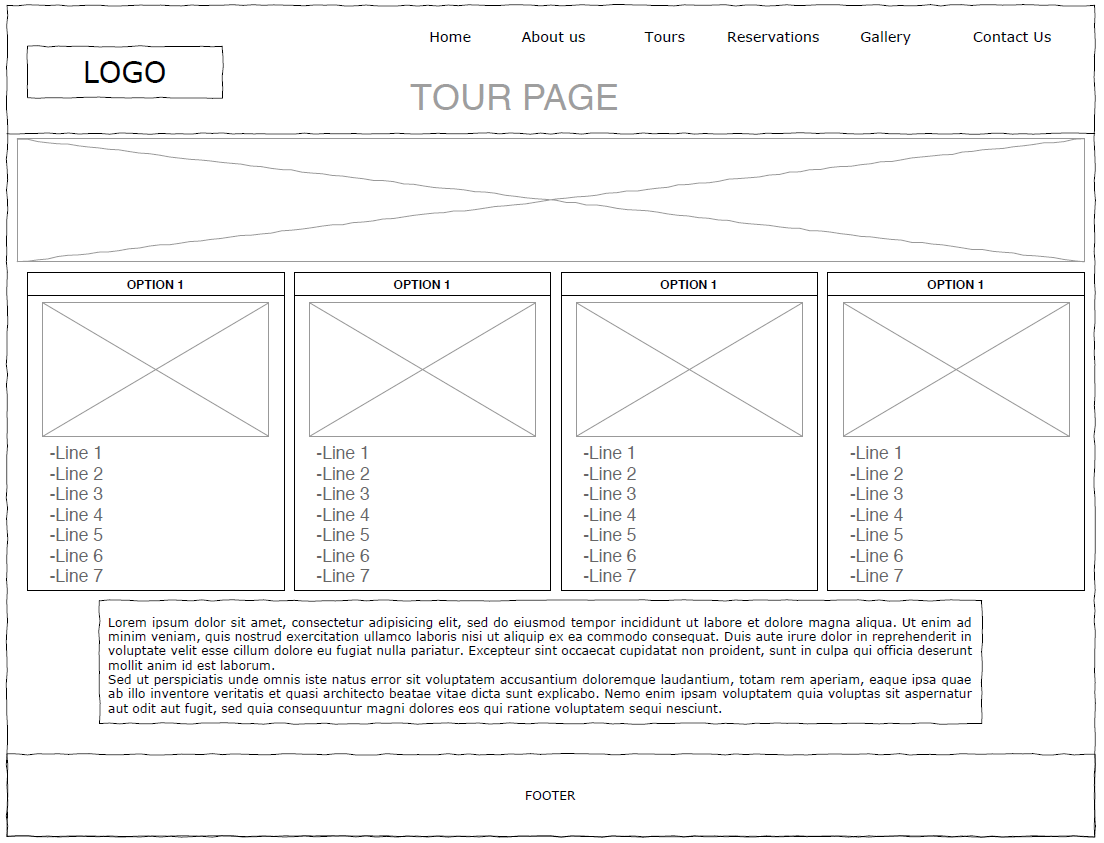 Home About us Tours Reservations Gallery Contact Us
LOGO
TOUR PAGE
OPTION 1
-Line 1
-Line 2
-Line 3
-Line 4
-Line 5
-Line 6
-Line 7
OPTION 1
-Line 1
-Line 2
-Line 3
-Line 4
-Line 5
-Line 6
-Line 7
OPTION 1
-Line 1
-Line 2
-Line 3
-Line 4
-Line 5
-Line 6
-Line 7
OPTION 1
-Line 1
-Line 2
-Line 3
-Line 4
-Line 5
-Line 6
-Line 7
Lorem ipsum dolor sit amet, consectetur adipisicing elit, sed do eiusmod tempor incididunt ut labore et dolore magna aliqua. Ut enim ad
minim veniam, quis nostrud exercitation ullamco laboris nisi ut aliquip ex ea commodo consequat. Duis aute irure dolor in reprehenderit in
voluptate velit esse cillum dolore eu fugiat nulla pariatur. Excepteur sint occaecat cupidatat non proident, sunt in culpa qui officia deserunt
mollit anim id est laborum.
Sed ut perspiciatis unde omnis iste natus error sit voluptatem accusantium doloremque laudantium, totam rem aperiam, eaque ipsa quae
ab illo inventore veritatis et quasi architecto beatae vitae dicta sunt explicabo. Nemo enim ipsam voluptatem quia voluptas sit aspernatur
aut odit aut fugit, sed quia consequuntur magni dolores eos qui ratione voluptatem sequi nesciunt.
FOOTER